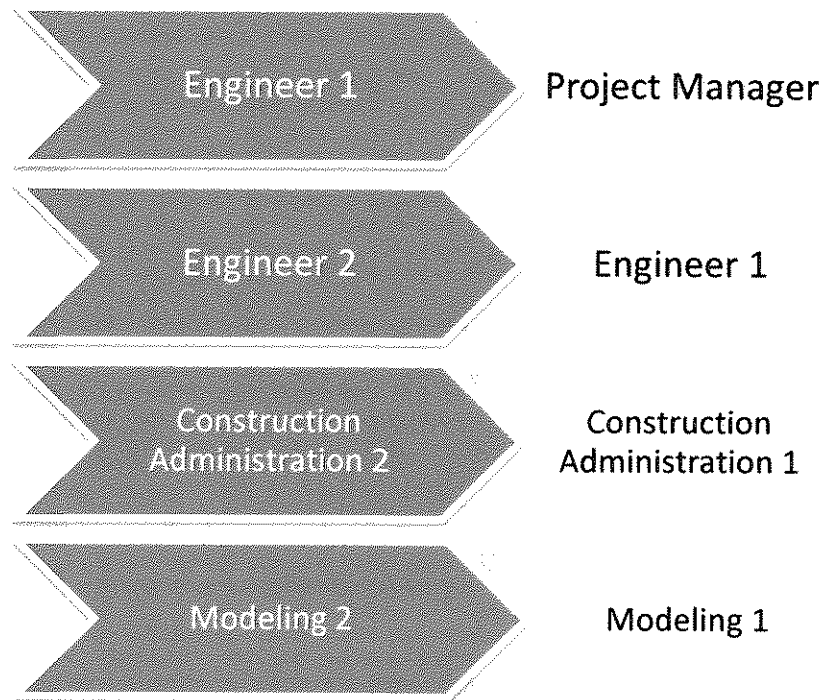 Engineer 1
Project Manager
Engineer 2
Engineer 1
Construction
Administration 2
Construction
Administration 1
Modeling 2
Modeling 1